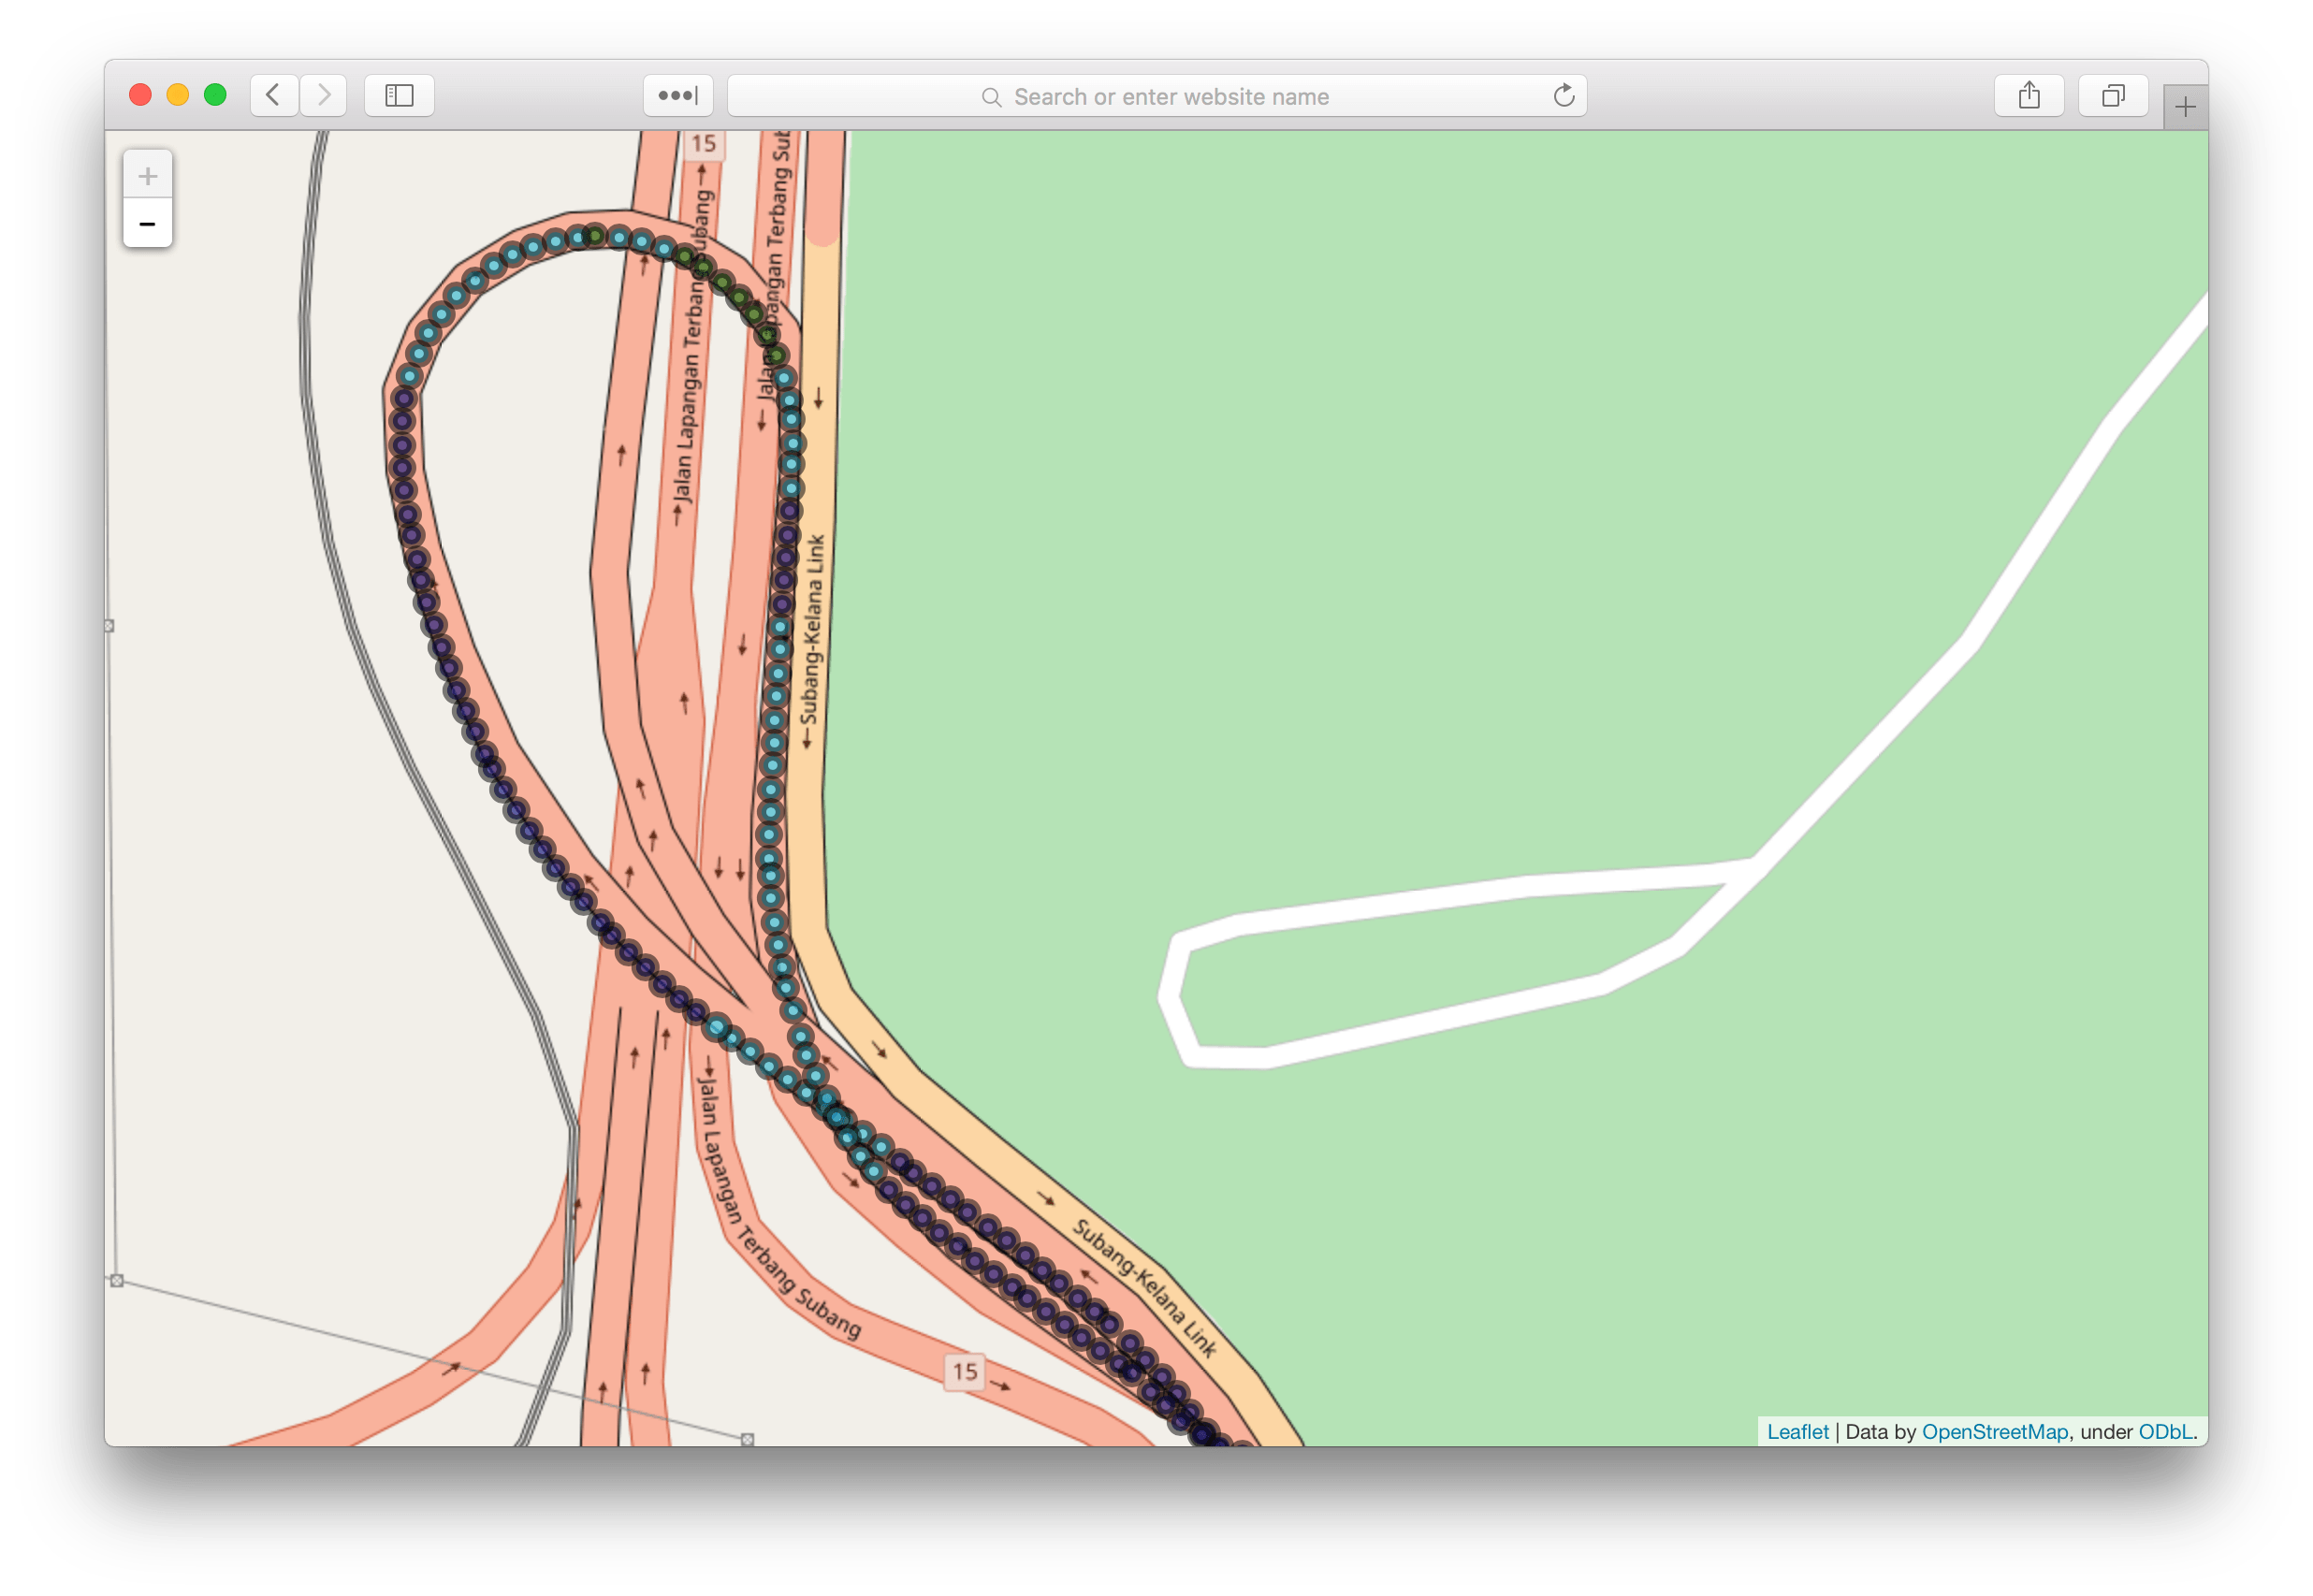 Search or enter website name
+
-
15
Jalan Lapangan Terbang Subang
Jalan Lapangan Terbang Sub
Subang-Kelana Link
Jalan Lapangan Terbang Subang
Subang-Kelana Link
15
Leaflet | Data by OpenStreetMap, under ODbL.